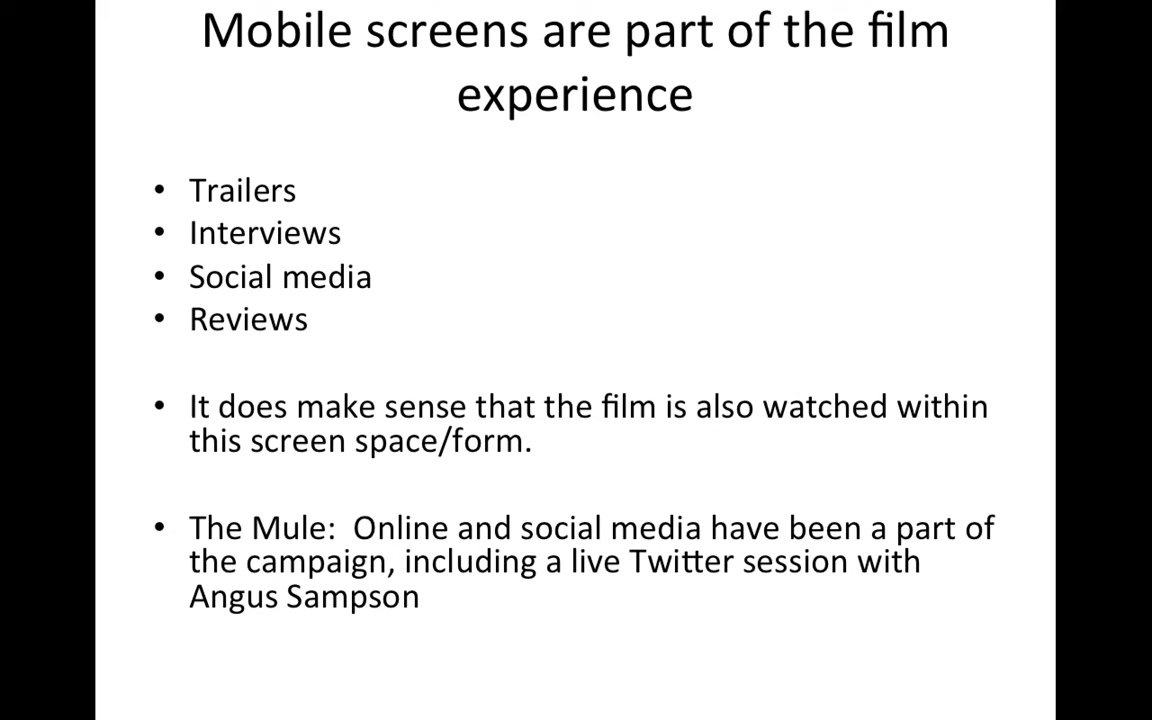 Mobile screens are part of the film
experience
• Trailers
• Interviews
• Social media
• Reviews
• It does make sense that the film is also watched within
this screen space/form.
• The Mule:  Online and social media have been a part of
the campaign, including a live Twitter session with
Angus Sampson